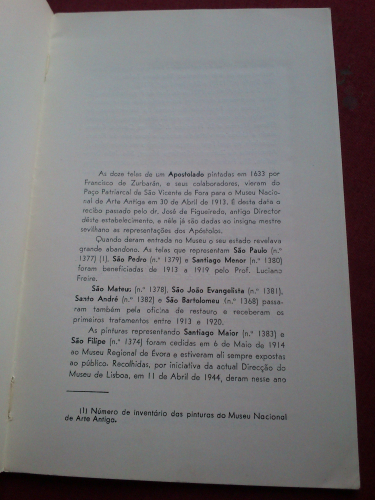 As doze telas de um Apostolado pintadas em 1633 por
Francisco de Zurbarán, e seus colaboradores, vieram do
Paço Patriarcal de São Vicente de Fora para o Museu Nacio-
nal de Arte Antiga em 30 de Abril de 1913. É desta data o
recibo passado pelo dr. José de Figueiredo, antigo Director
dêste estabelecimento, e nêle já são dadas ao insigne mestre
sevilhano as representações dos Apóstolos.
Quando deram entrada no Museu o seu estado revelava
grande abandono. As telas que representam São Paulo (n.º
1377) (1), São Pedro (n.º 1379) e Santiago Menor (n.º 1380)
foram beneficiadas de 1913 a 1919 pelo Prof. Luciano
Freire.
São Mateus (n.º 1378), São João Evangelista (n.º 1381),
Santo André (n.º 1382) e São Bartolomeu (n.º 1368) passa-
ram também pela oficina de restauro e receberam os
primeiros tratamentos entre 1913 e 1920.
As pinturas representando Santiago Maior (n.º 1383) e
São Filipe (n.º 1374) foram cedidas em 6 de Maio de 1914
ao Museu Regional de Évora e estiveram ali sempre expostas
ao público. Recolhidas, por iniciativa da actual Direcção do
Museu de Lisboa, em 11 de Abril de 1944, deram nesse ano
(1) Número de inventário das pinturas do Museu Nacional
de Arte Antiga.